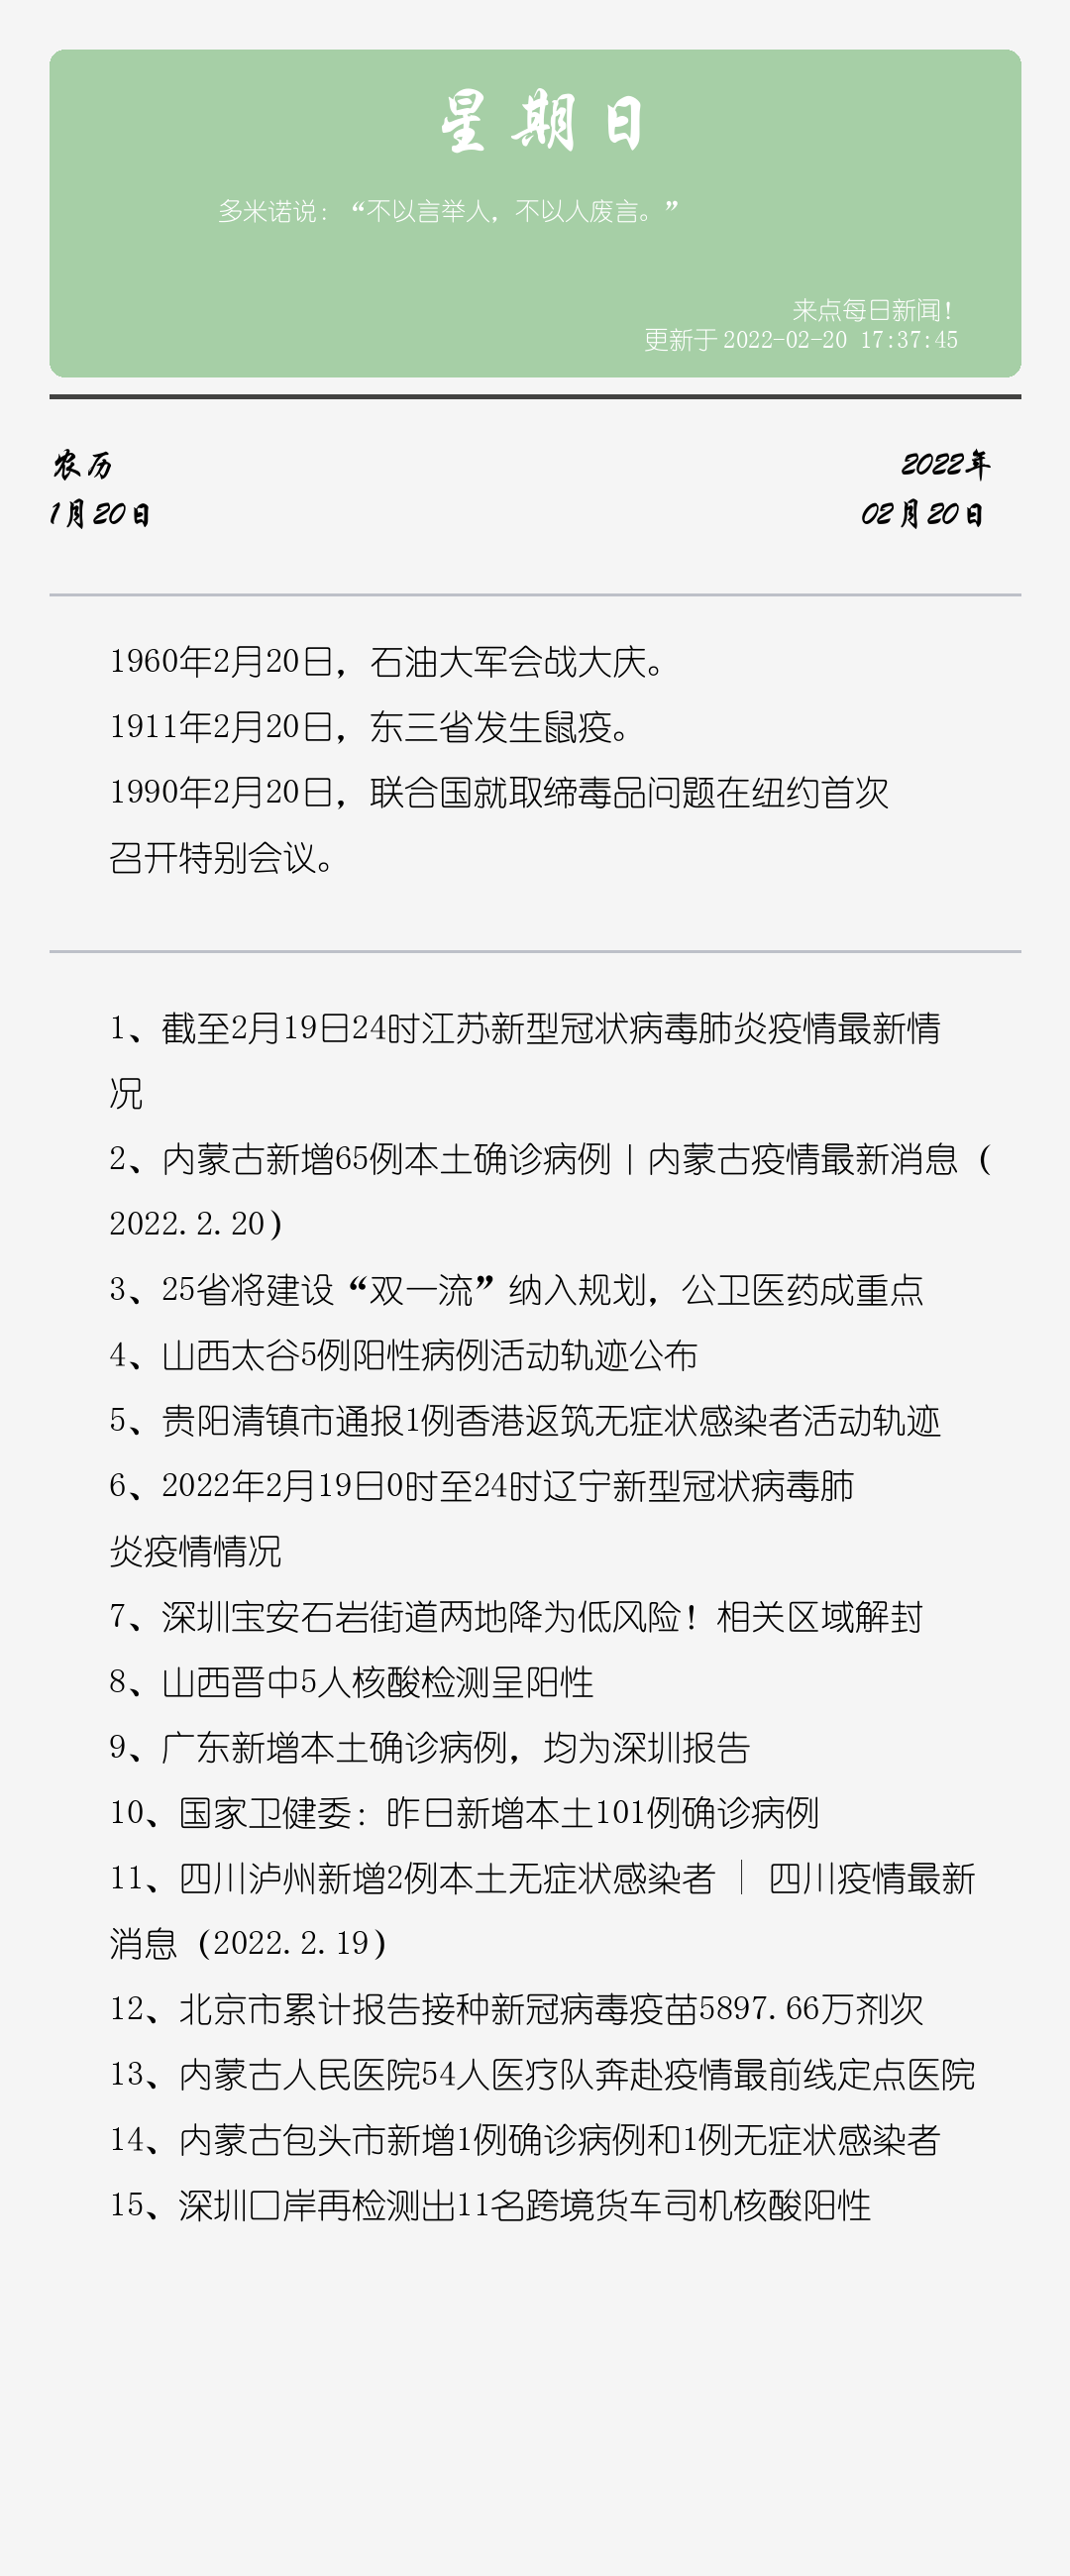 星期日
多米诺说：“不以言举人，不以人废言。”
来点每日新闻！
更新于 2022-02-20 17:37:45
农历
2022年
1月20日
02月20日
1960年2月20日，石油大军会战大庆。
1911年2月20日，东三省发生鼠疫。
1990年2月20日，联合国就取缔毒品问题在纽约首次
召开特别会议。
1、截至2月19日24时江苏新型冠状病毒肺炎疫情最新情
况
2、内蒙古新增65例本土确诊病例丨内蒙古疫情最新消息（
2022.2.20）
3、25省将建设“双一流”纳入规划，公卫医药成重点
4、山西太谷5例阳性病例活动轨迹公布
5、贵阳清镇市通报1例香港返筑无症状感染者活动轨迹
6、2022年2月19日0时至24时辽宁新型冠状病毒肺
炎疫情情况
7、深圳宝安石岩街道两地降为低风险！相关区域解封
8、山西晋中5人核酸检测呈阳性
9、广东新增本土确诊病例，均为深圳报告
10、国家卫健委：昨日新增本土101例确诊病例
11、四川泸州新增2例本土无症状感染者 │ 四川疫情最新
消息（2022.2.19）
12、北京市累计报告接种新冠病毒疫苗5897.66万剂次
13、内蒙古人民医院54人医疗队奔赴疫情最前线定点医院
14、内蒙古包头市新增1例确诊病例和1例无症状感染者
15、深圳口岸再检测出11名跨境货车司机核酸阳性